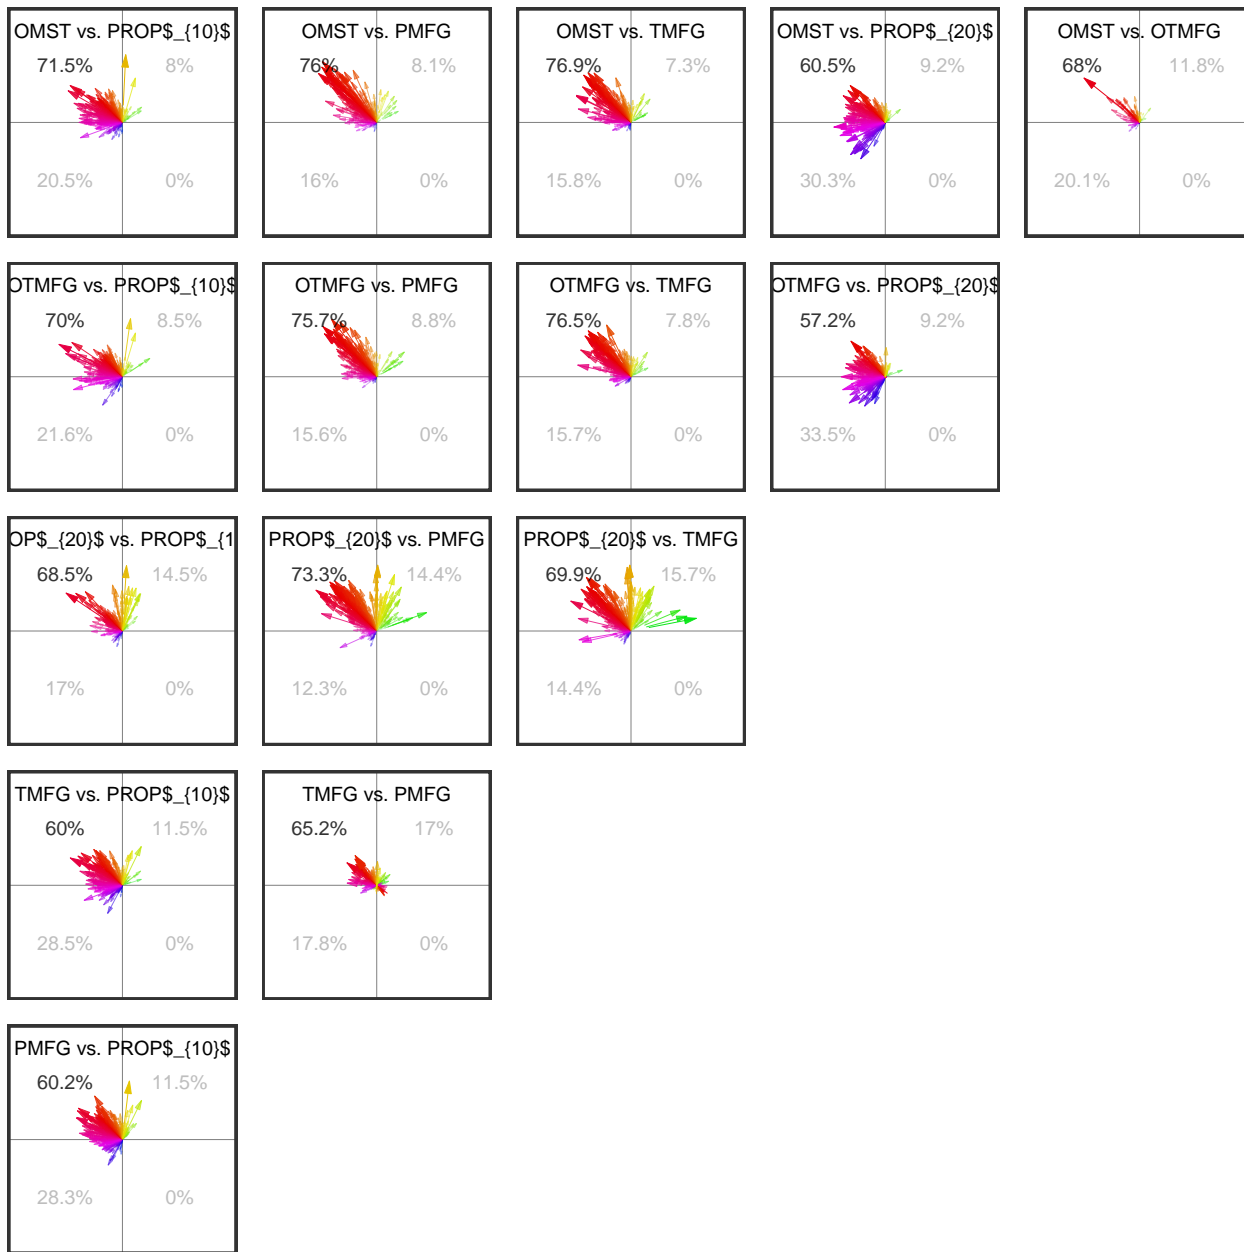 OMST vs. PROP$_{10}$
71.5% 8%
20.5% 0%
OMST vs. PMFG
76% 8.1%
16% 0%
OMST vs. TMFG
76.9% 7.3%
15.8% 0%
OMST vs. PROP$_{20}$
60.5% 9.2%
30.3% 0%
OMST vs. OTMFG
68% 11.8%
20.1% 0%
OTMFG vs. PROP$_{10}$
70% 8.5%
21.6% 0%
OTMFG vs. PMFG
75.7% 8.8%
15.6% 0%
OTMFG vs. TMFG
76.5% 7.8%
15.7% 0%
OTMFG vs. PROP$_{20}$
57.2% 9.2%
33.5% 0%
OP$_{20}$ vs. PROP$_{1
68.5% 14.5%
17% 0%
PROP$_{20}$ vs. PMFG
73.3% 14.4%
12.3% 0%
PROP$_{20}$ vs. TMFG
69.9% 15.7%
14.4% 0%
TMFG vs. PROP$_{10}$
60% 11.5%
28.5% 0%
TMFG vs. PMFG
65.2% 17%
17.8% 0%
PMFG vs. PROP$_{10}$
60.2% 11.5%
28.3% 0%